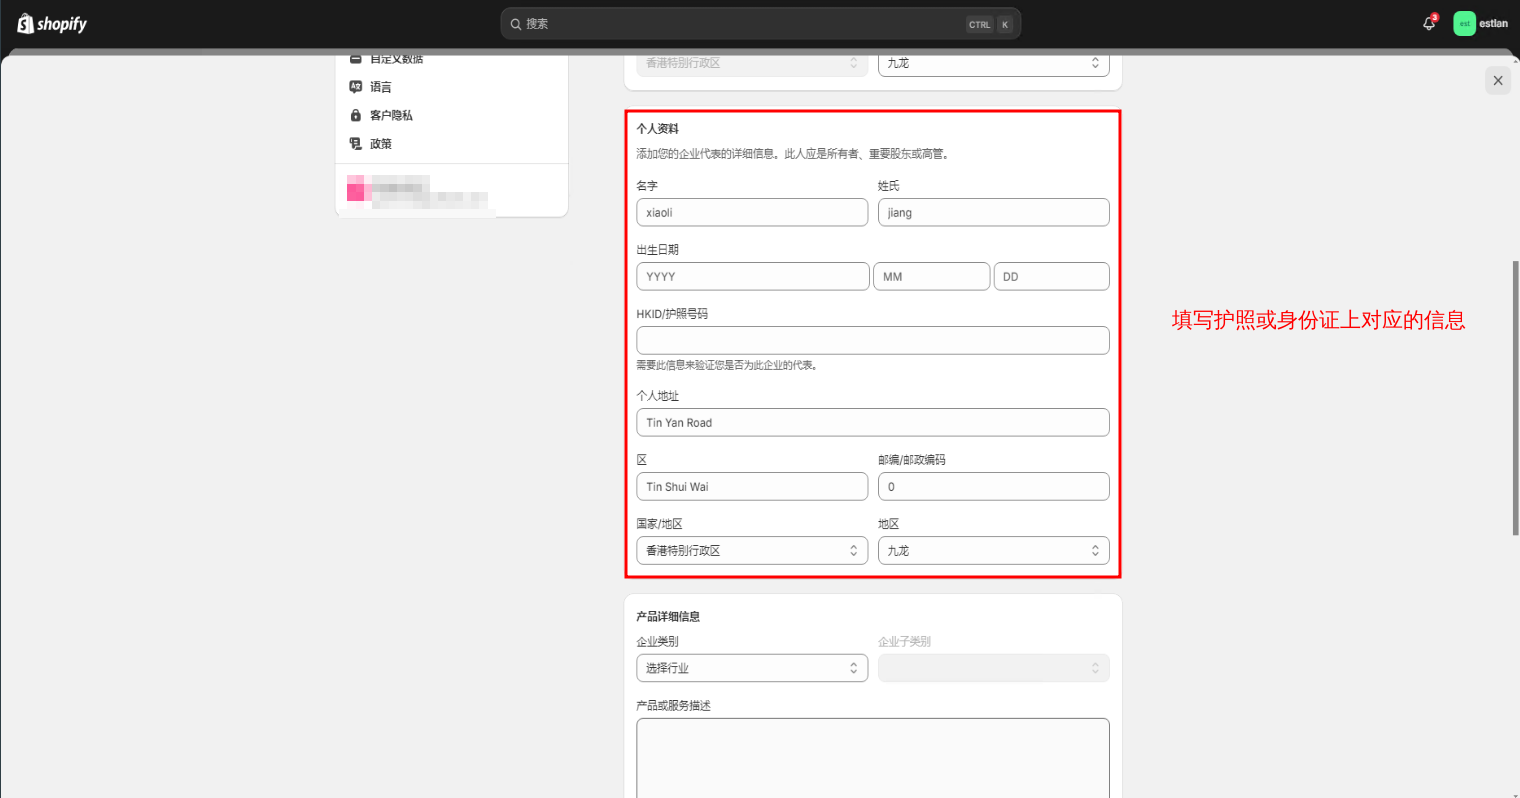 shopify
搜索
CTRL K
3
est
estlan
自定义数据
语言
客户隐私
政策
香港特别行政区
九龙
个人资料
添加您的企业代表的详细信息。此人应是所有者、重要股东或高管。
名字
姓氏
xiaoli
jiang
出生日期
YYYY
MM
DD
HKID/护照号码
需要此信息来验证您是否为此企业的代表。
填写护照或身份证上对应的信息
个人地址
Tin Yan Road
区
邮编/邮政编码
Tin Shui Wai
0
国家/地区
地区
香港特别行政区
九龙
产品详细信息
企业类别
企业子类别
选择行业
产品或服务描述